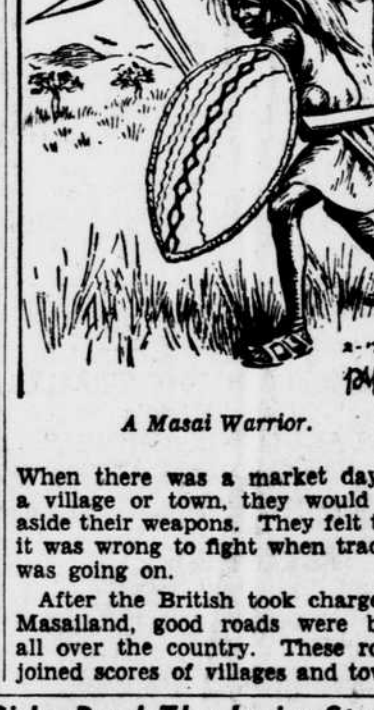 2-7
A Masai Warrior.
When there was a market day
a village or town, they would
aside their weapons. They felt
it was wrong to fight when
was going on.
After the British took charge
Masailand, good roads were
all over the country. These
joined scores of villages and